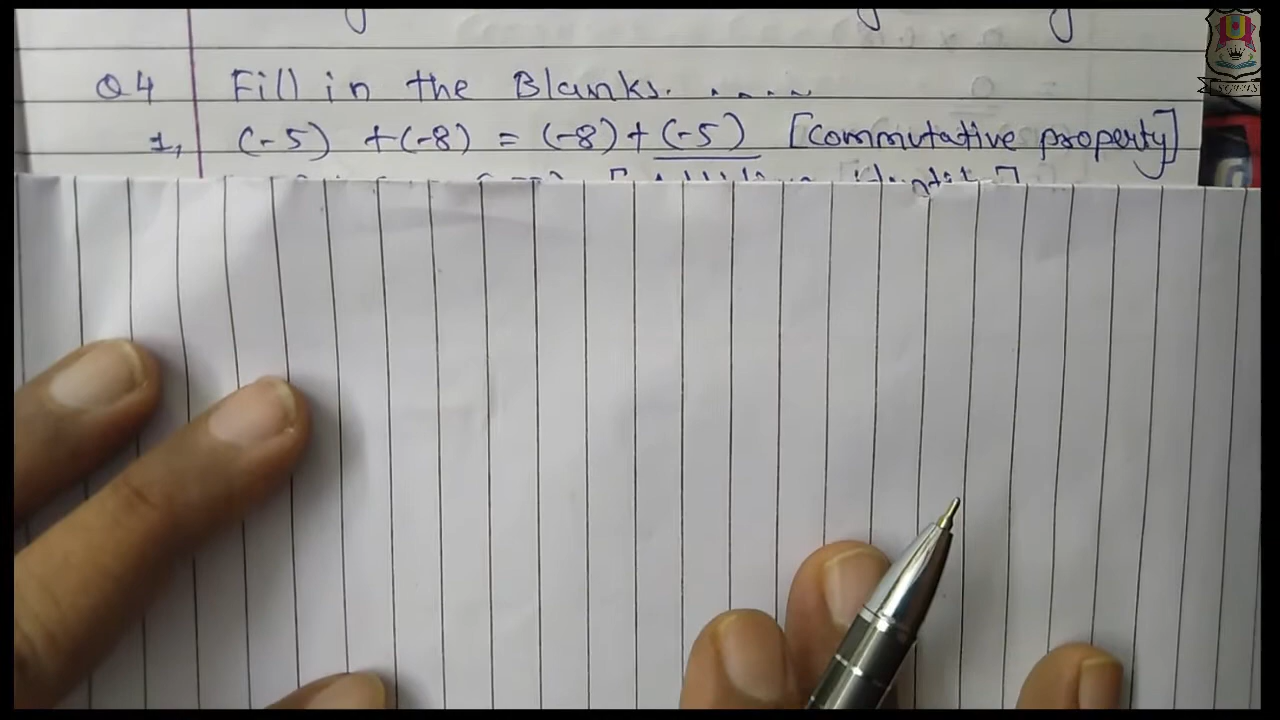 Q4 Fill in the Blanks. ....
1, (-5) + (-8) = (-8) + (-5) [Commutative property]